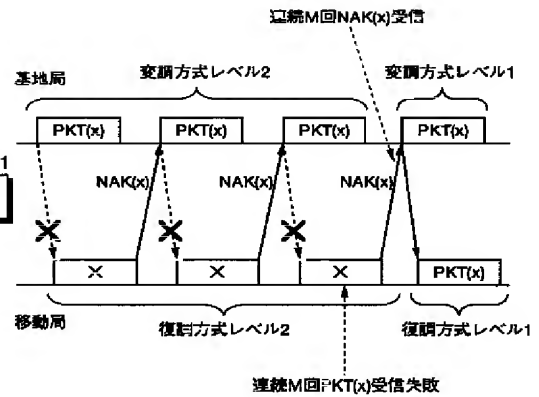 連続M回NAK(x)受信
変調方式レベル2
変調方式レベル1
基地局
PKT(x) PKT(x) PKT(x) PKT(x)
1
NAK(x) NAK(x) NAK(x)
× × ×
× × × PKT(x)
移動局
復調方式レベル2
復調方式レベル1
連続M回PKT(x)受信失敗